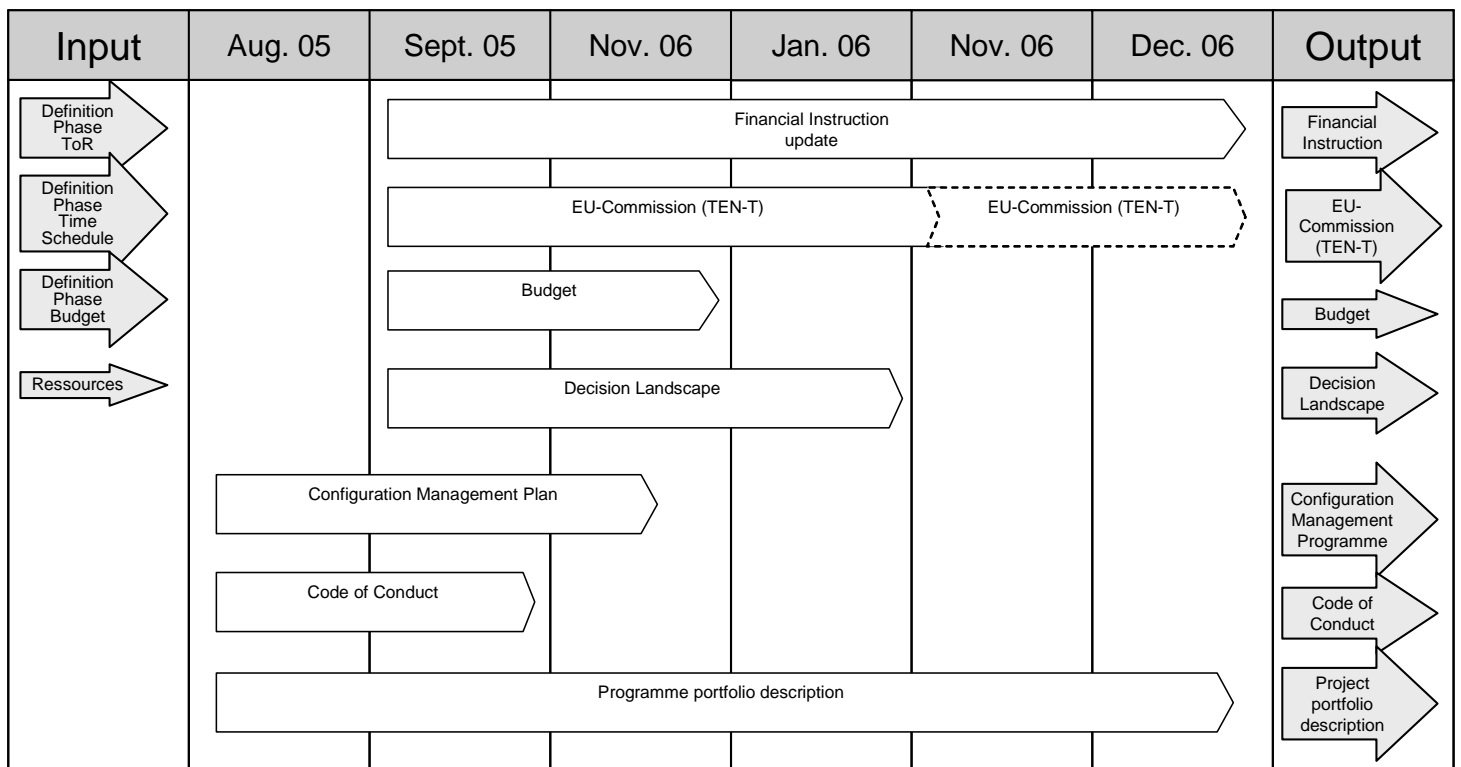 Input
Aug. 05
Sept. 05
Nov. 06
Jan. 06
Nov. 06
Dec. 06
Output
Definition
Phase
ToR
Financial Instruction
update
Financial
Instruction
Definition
Phase
Time
Schedule
EU-Commission (TEN-T)
EU-Commission (TEN-T)
EU-
Commission
(TEN-T)
Definition
Phase
Budget
Budget
Budget
Ressources
Decision Landscape
Decision
Landscape
Configuration Management Plan
Configuration
Management
Programme
Code of Conduct
Code of
Conduct
Programme portfolio description
Project
portfolio
description